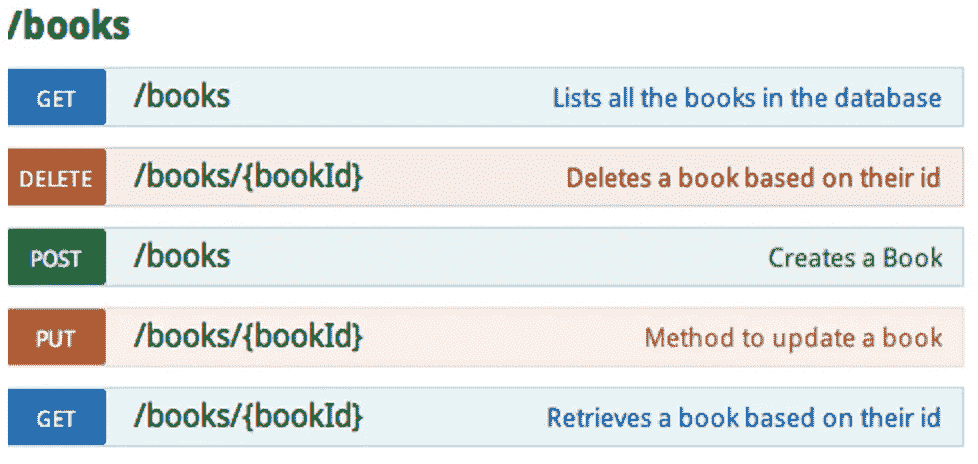 /books
GET /books Lists all the books in the database
DELETE /books/{bookId} Deletes a book based on their id
POST /books Creates a Book
PUT /books/{bookId} Method to update a book
GET /books/{bookId} Retrieves a book based on their id